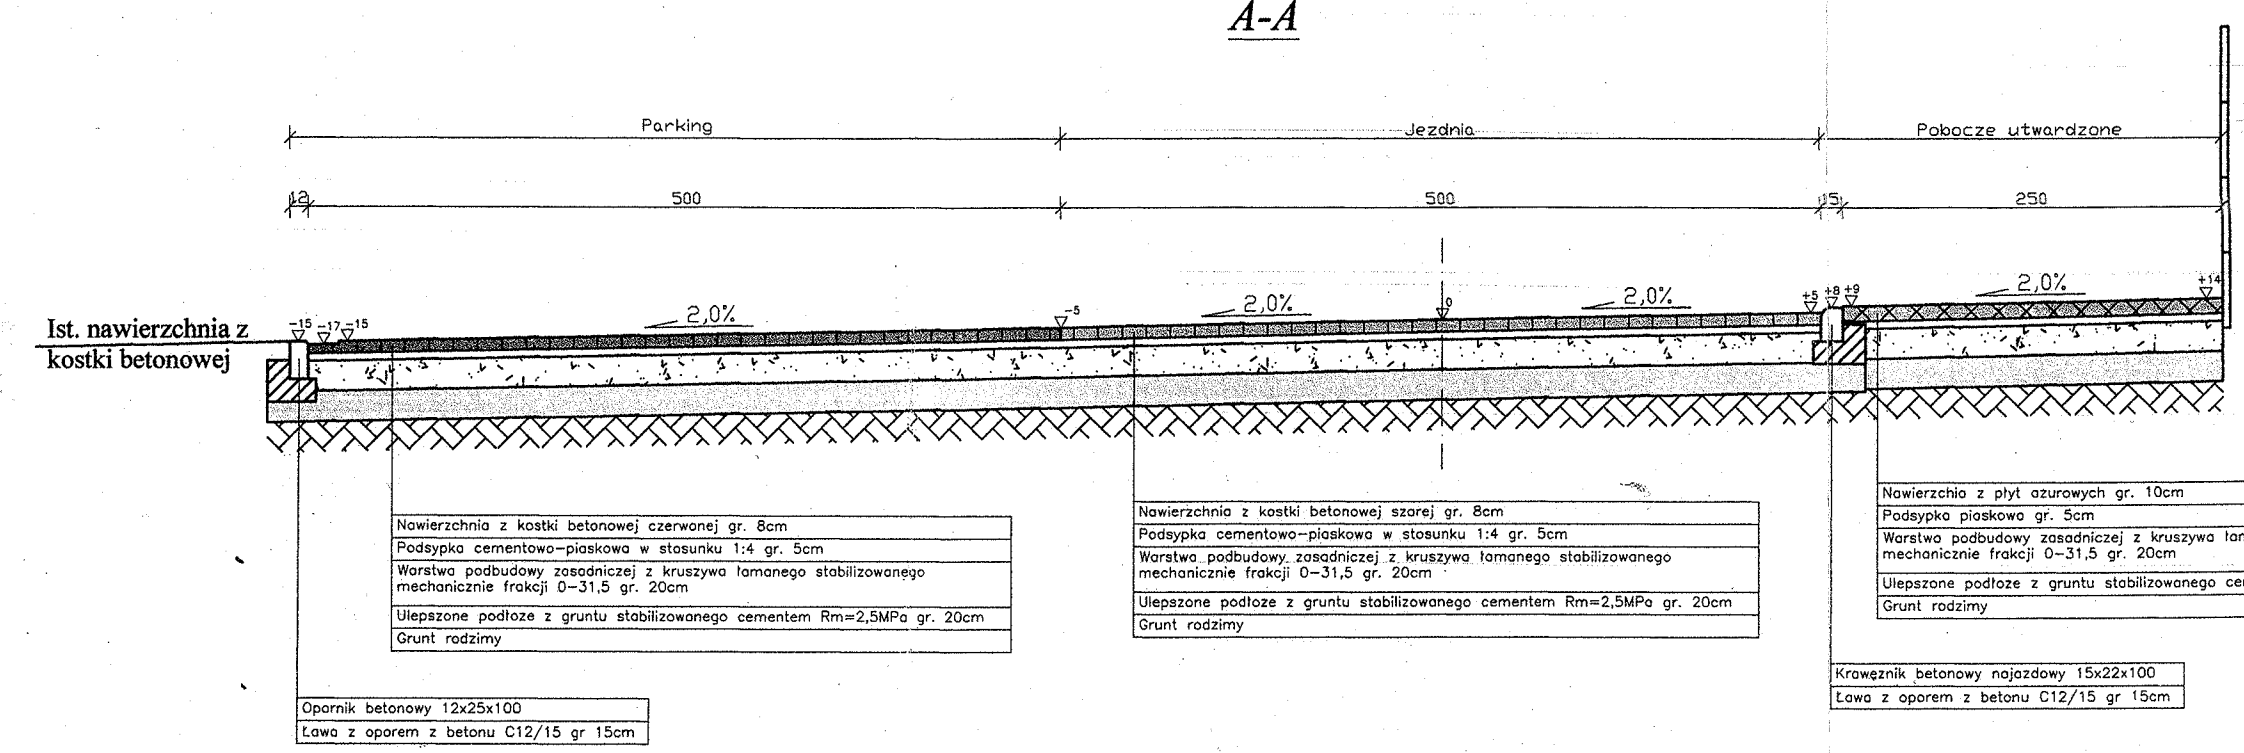 A-A
Parking
Jezdnia
Pobocze utwardzone
12
500
500
15
250
2,0%
2,0%
2,0%
2,0%
-15
-17
-15
-5
0
+5
+8
+9
+14
Ist. nawierzchnia z
kostki betonowej
Nawierzchnia z kostki betonowej czerwonej gr. 8cm
Podsypka cementowo-piaskowa w stosunku 1:4 gr. 5cm
Warstwa podbudowy zasadniczej z kruszywa łamanego stabilizowanego
mechanicznie frakcji 0-31,5 gr. 20cm
Ulepszone podłoże z gruntu stabilizowanego cementem Rm=2,5MPa gr. 20cm
Grunt rodzimy
Nawierzchnia z kostki betonowej szarej gr. 8cm
Podsypka cementowo-piaskowa w stosunku 1:4 gr. 5cm
Warstwa podbudowy zasadniczej z kruszywa łamanego stabilizowanego
mechanicznie frakcji 0-31,5 gr. 20cm
Ulepszone podłoże z gruntu stabilizowanego cementem Rm=2,5MPa gr. 20cm
Grunt rodzimy
Nawierzchia z płyt ażurowych gr. 10cm
Podsypka piaskowa gr. 5cm
Warstwa podbudowy zasadniczej z kruszywa
mechanicznie frakcji 0-31,5 gr. 20cm
Ulepszone podłoże z gruntu stabilizowanego
Grunt rodzimy
Opornik betonowy 12x25x100
Ława z oporem z betonu C12/15 gr 15cm
Krawężnik betonowy najazdowy 15x22x100
Ława z oporem z betonu C12/15 gr 15cm